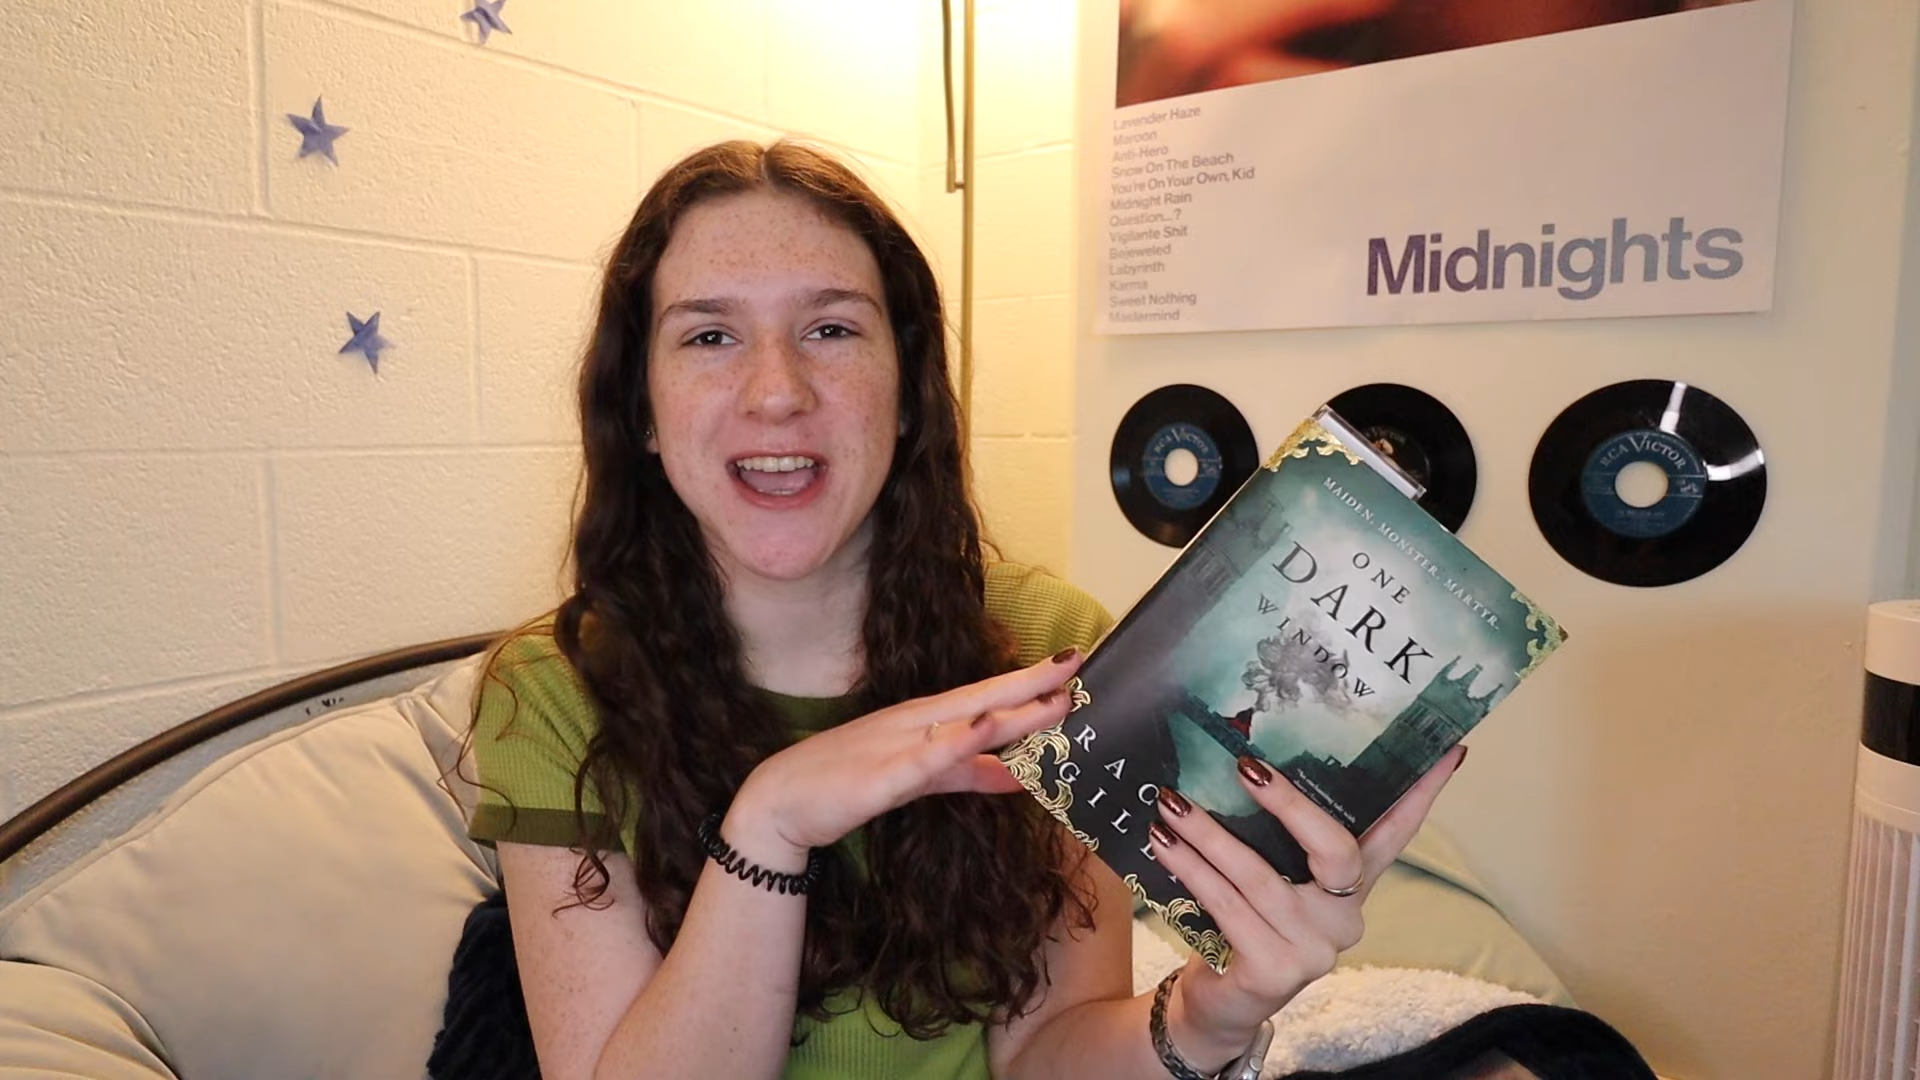 Lavender Haze
Maroon
Anti-Hero
Snow On The Beach
You're On Your Own, Kid
Midnight Rain
Question...?
Vigilante Shit
Bejeweled
Labyrinth
Karma
Sweet Nothing
Mastermind
Midnights
RCA VICTOR
RCA VICTOR
MAIDEN. MONSTER. MARTYR.
ONE
DARK
WINDOW
RAC
GILL